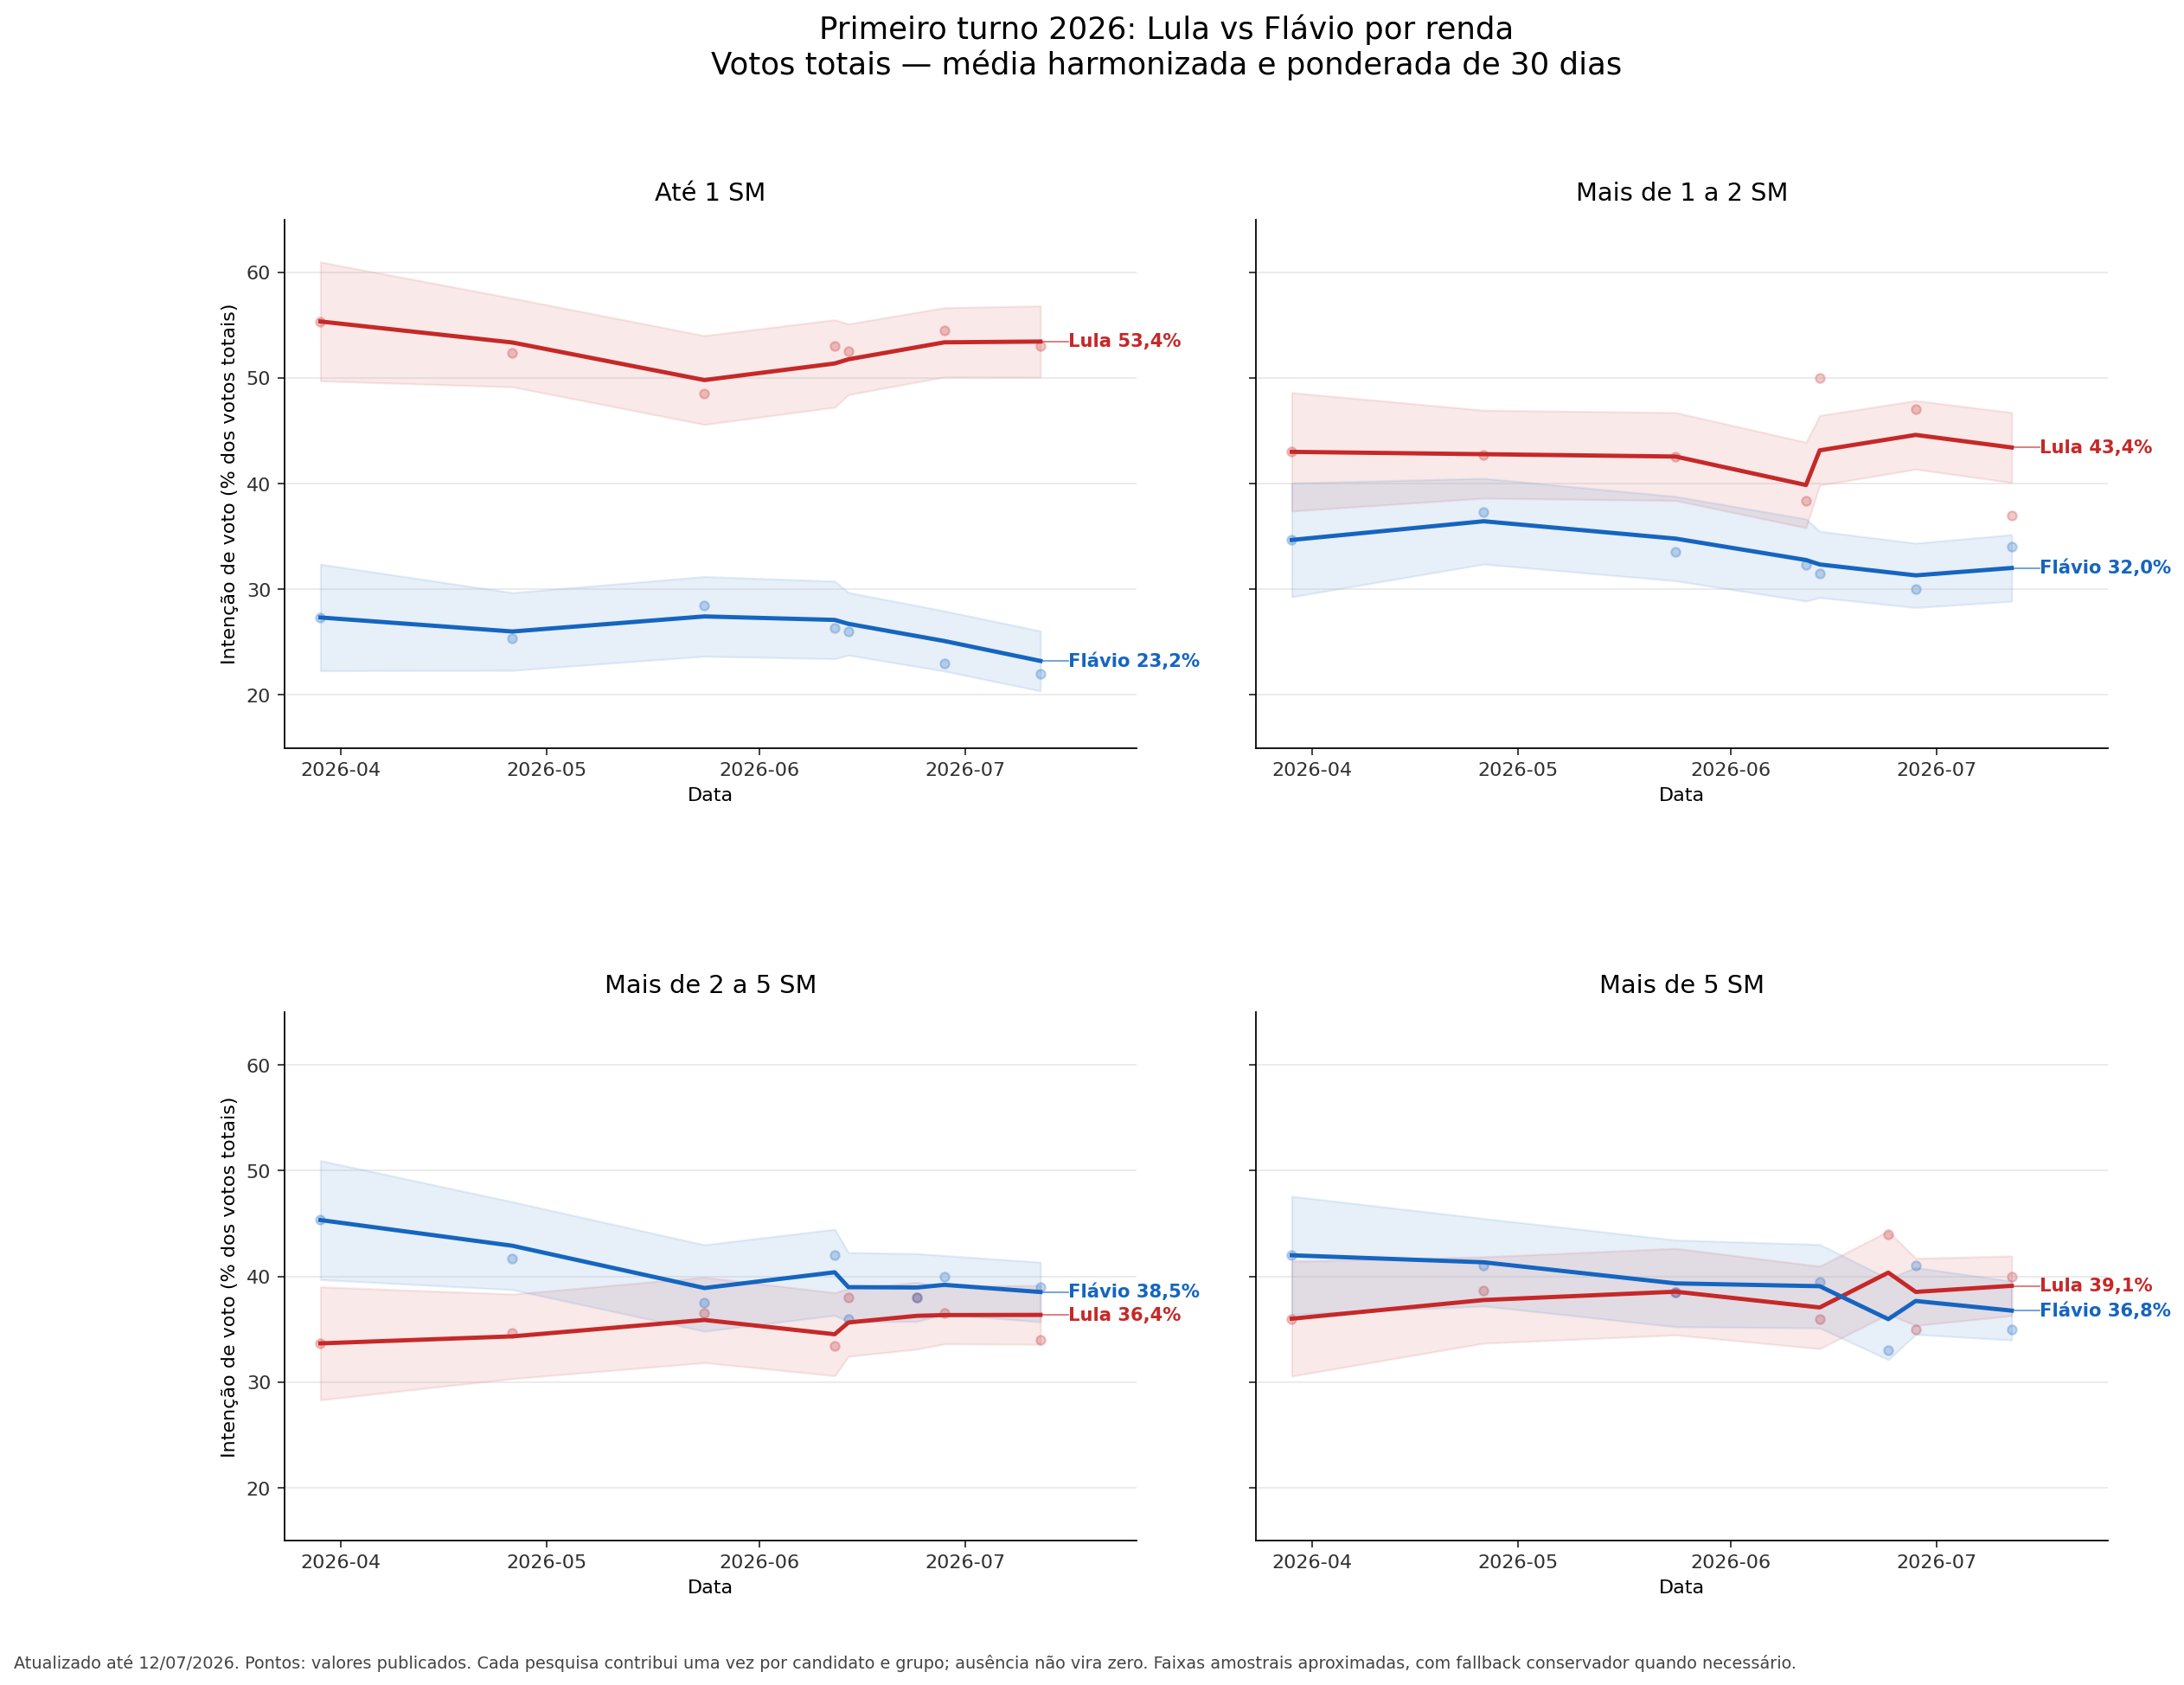 Primeiro turno 2026: Lula vs Flávio por renda
Votos totais — média harmonizada e ponderada de 30 dias
Até 1 SM
Intenção de voto (% dos votos totais)
60
50
40
30
20
Lula 53,4%
Flávio 23,2%
2026-04
2026-05
2026-06
2026-07
Data
Mais de 1 a 2 SM
Lula 43,4%
Flávio 32,0%
2026-04
2026-05
2026-06
2026-07
Data
Mais de 2 a 5 SM
Intenção de voto (% dos votos totais)
60
50
40
30
20
Flávio 38,5%
Lula 36,4%
2026-04
2026-05
2026-06
2026-07
Data
Mais de 5 SM
Lula 39,1%
Flávio 36,8%
2026-04
2026-05
2026-06
2026-07
Data
Atualizado até 12/07/2026. Pontos: valores publicados. Cada pesquisa contribui uma vez por candidato e grupo; ausência não vira zero. Faixas amostrais aproximadas, com fallback conservador quando necessário.